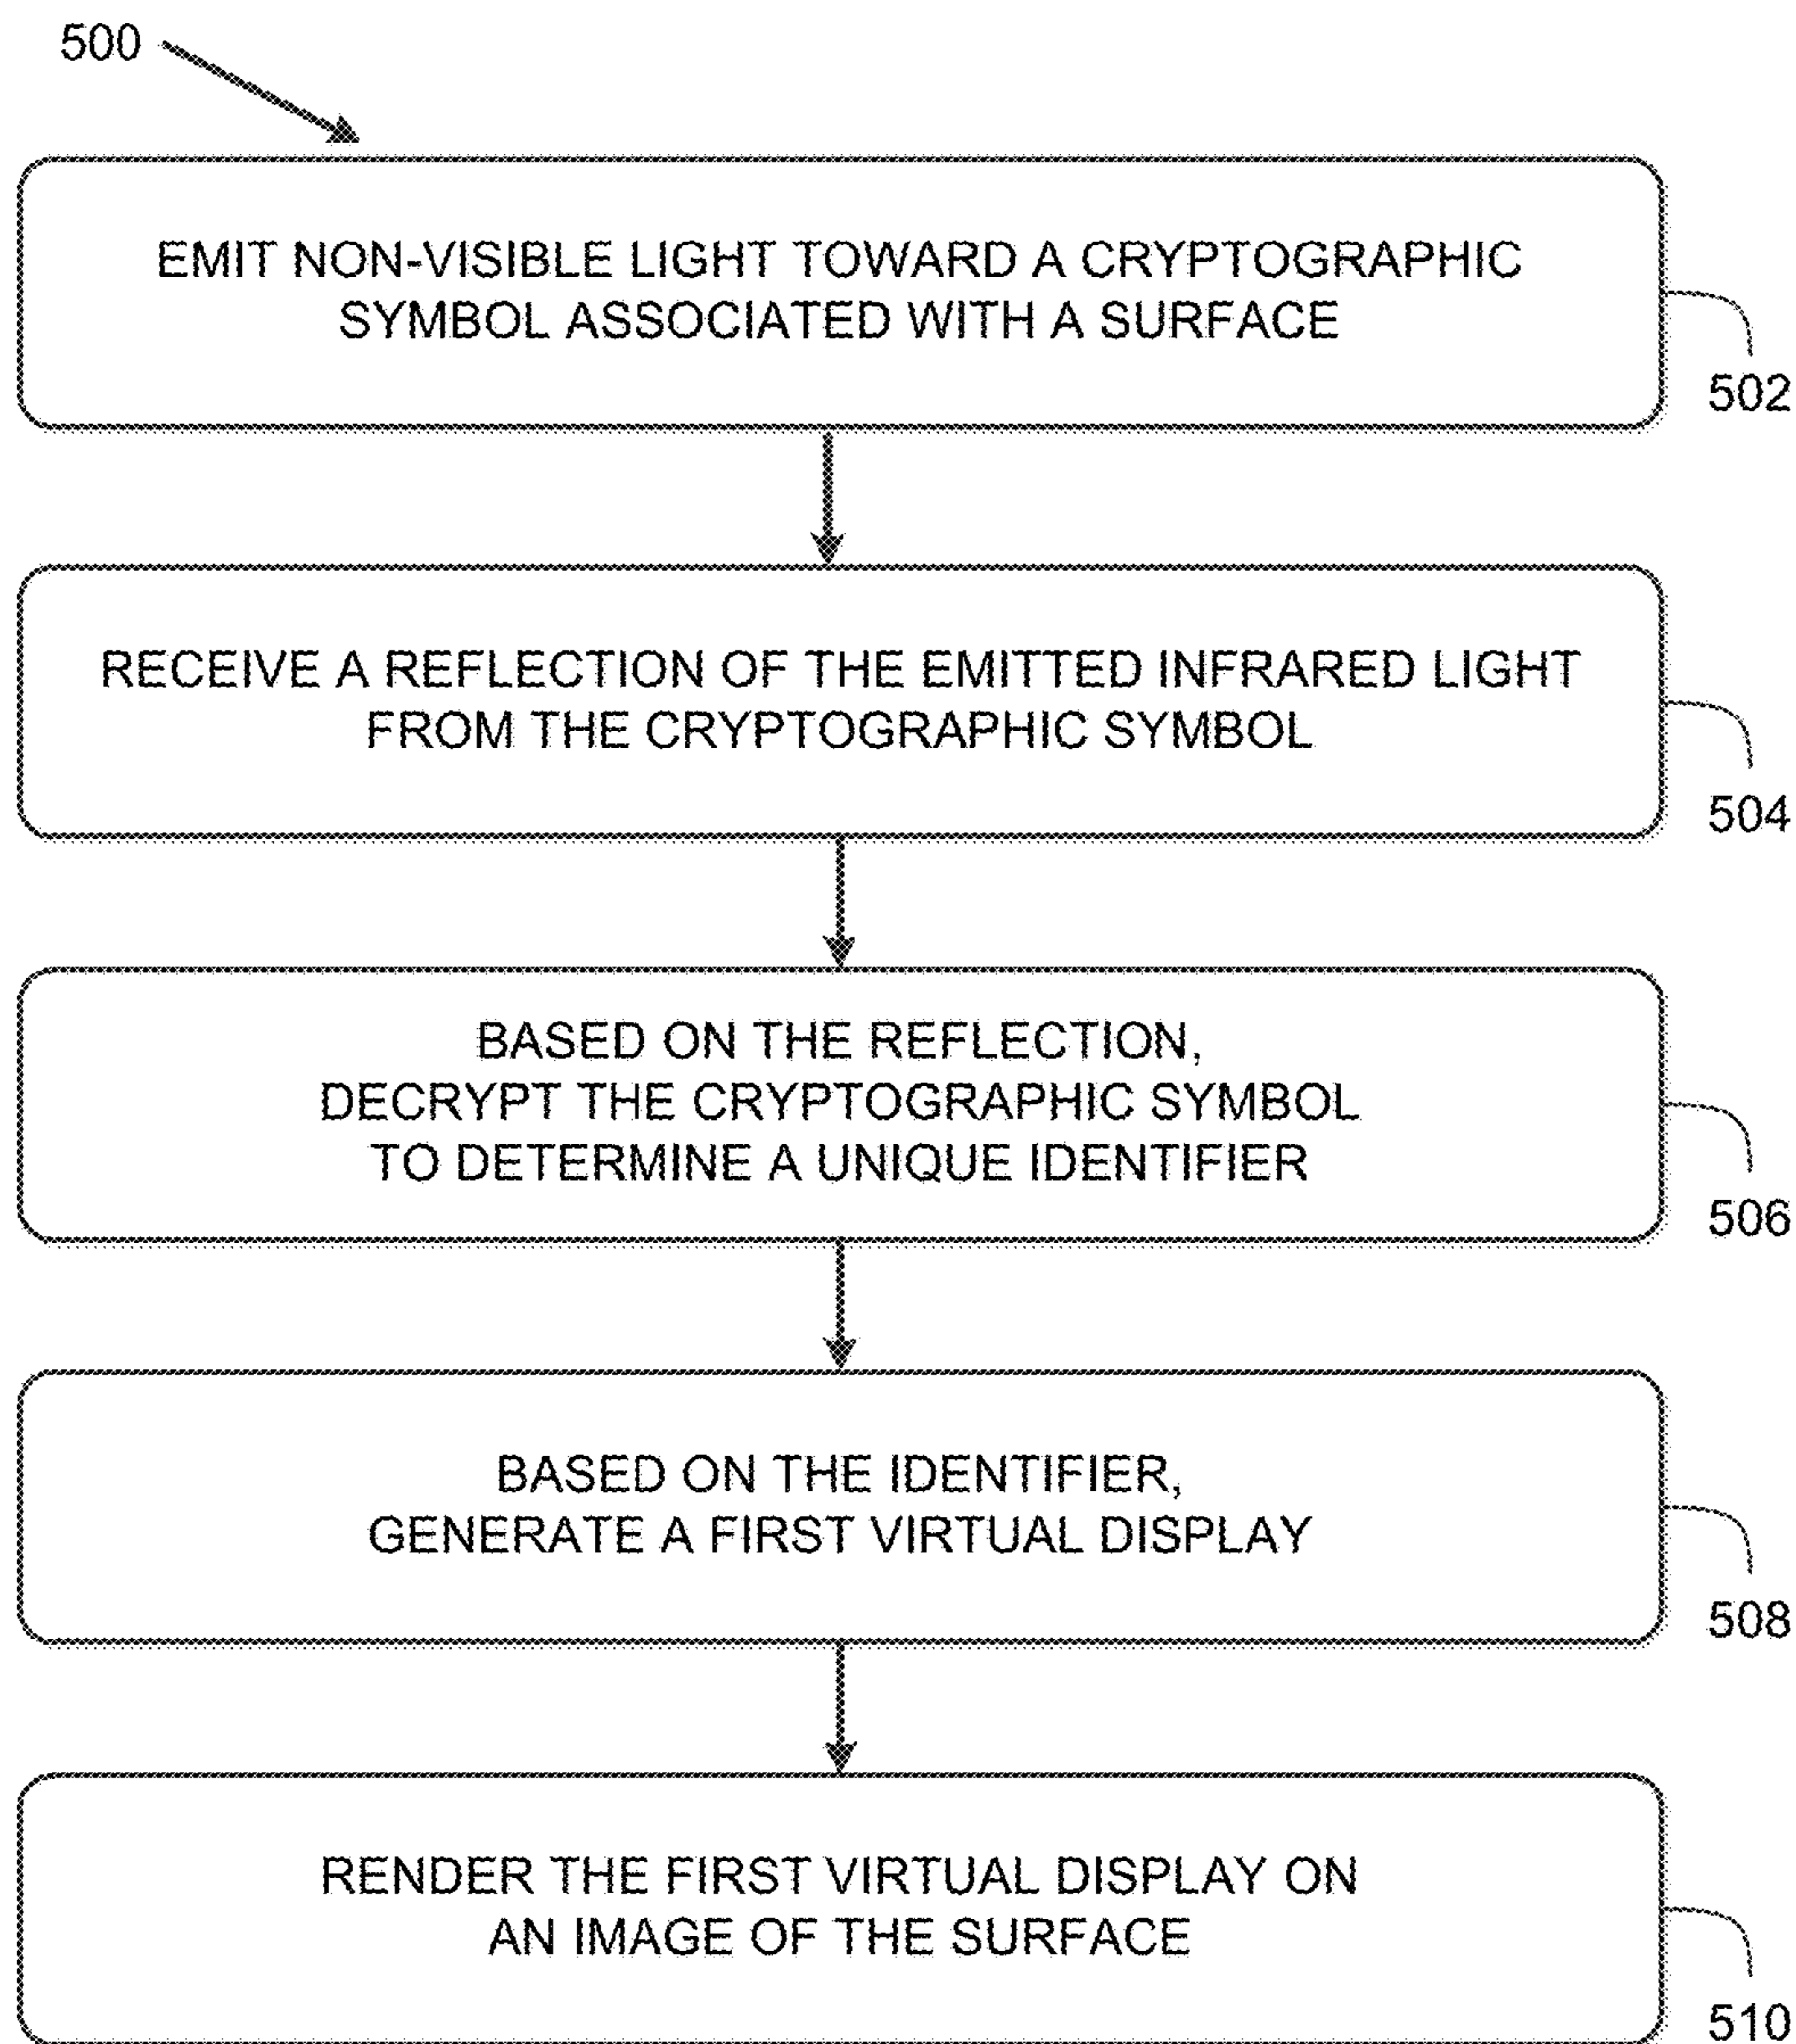 500
EMIT NON-VISIBLE LIGHT TOWARD A CRYPTOGRAPHIC
SYMBOL ASSOCIATED WITH A SURFACE
502
RECEIVE A REFLECTION OF THE EMITTED INFRARED LIGHT
FROM THE CRYPTOGRAPHIC SYMBOL
504
BASED ON THE REFLECTION,
DECRYPT THE CRYPTOGRAPHIC SYMBOL
TO DETERMINE A UNIQUE IDENTIFIER
506
BASED ON THE IDENTIFIER,
GENERATE A FIRST VIRTUAL DISPLAY
508
RENDER THE FIRST VIRTUAL DISPLAY ON
AN IMAGE OF THE SURFACE
510